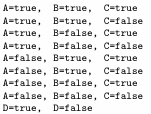 A=true, B=true, C=true
A=true, B=true, C=false
A=true, B=false, C=true
A=true, B=false, C=false
A=false, B=true, C=true
A=false, B=true, C=false
A=false, B=false, C=true
A=false, B=false, C=false
D=true, D=false